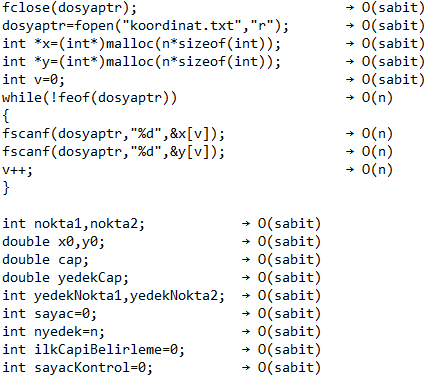 fclose(dosyaptr); → O(sabit)
dosyaptr=fopen("koordinat.txt","r"); → O(sabit)
int *x=(int*)malloc(n*sizeof(int)); → O(sabit)
int *y=(int*)malloc(n*sizeof(int)); → O(sabit)
int v=0; → O(sabit)
while(!feof(dosyaptr)) → O(n)
{
fscanf(dosyaptr,"%d",&x[v]); → O(n)
fscanf(dosyaptr,"%d",&y[v]); → O(n)
v++; → O(n)
}
int nokta1,nokta2; → O(sabit)
double x0,y0; → O(sabit)
double cap; → O(sabit)
double yedekCap; → O(sabit)
int yedekNokta1,yedekNokta2; → O(sabit)
int sayac=0; → O(sabit)
int nyedek=n; → O(sabit)
int ilkCapiBelirleme=0; → O(sabit)
int sayacKontrol=0; → O(sabit)